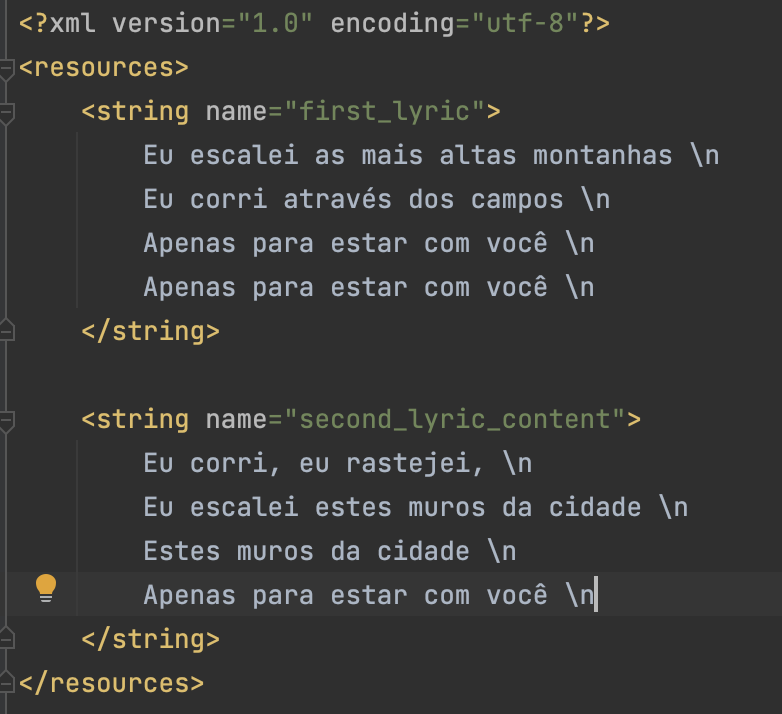 <?xml version="1.0" encoding="utf-8"?>
<resources>
    <string name="first_lyric">
        Eu escalei as mais altas montanhas \n
        Eu corri através dos campos \n
        Apenas para estar com você \n
        Apenas para estar com você \n
    </string>

    <string name="second_lyric_content">
        Eu corri, eu rastejei, \n
        Eu escalei estes muros da cidade \n
        Estes muros da cidade \n
        Apenas para estar com você \n
    </string>
</resources>